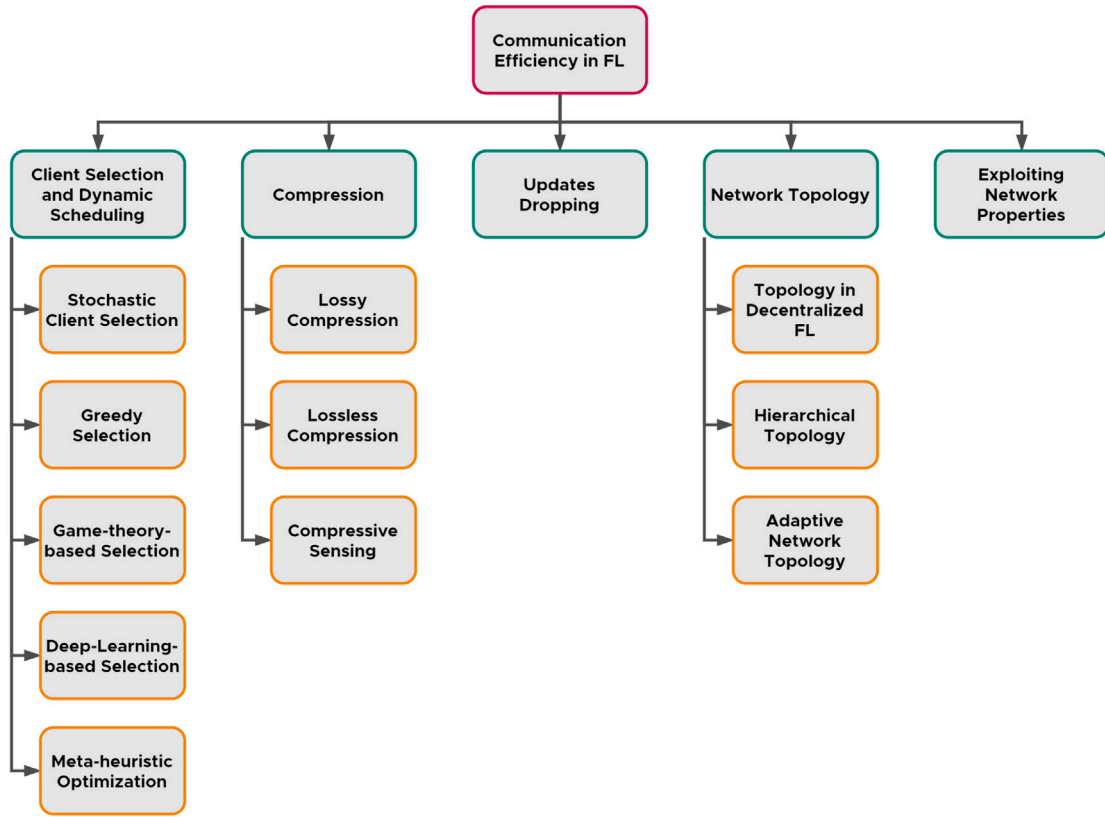 Communication
Efficiency in FL
Client Selection
and Dynamic
Scheduling
Compression
Updates
Dropping
Network Topology
Exploiting
Network
Properties
Stochastic
Client Selection
Greedy
Selection
Game-theory-
based Selection
Deep-Learning-
based Selection
Meta-heuristic
Optimization
Lossy
Compression
Lossless
Compression
Compressive
Sensing
Topology in
Decentralized
FL
Hierarchical
Topology
Adaptive
Network
Topology